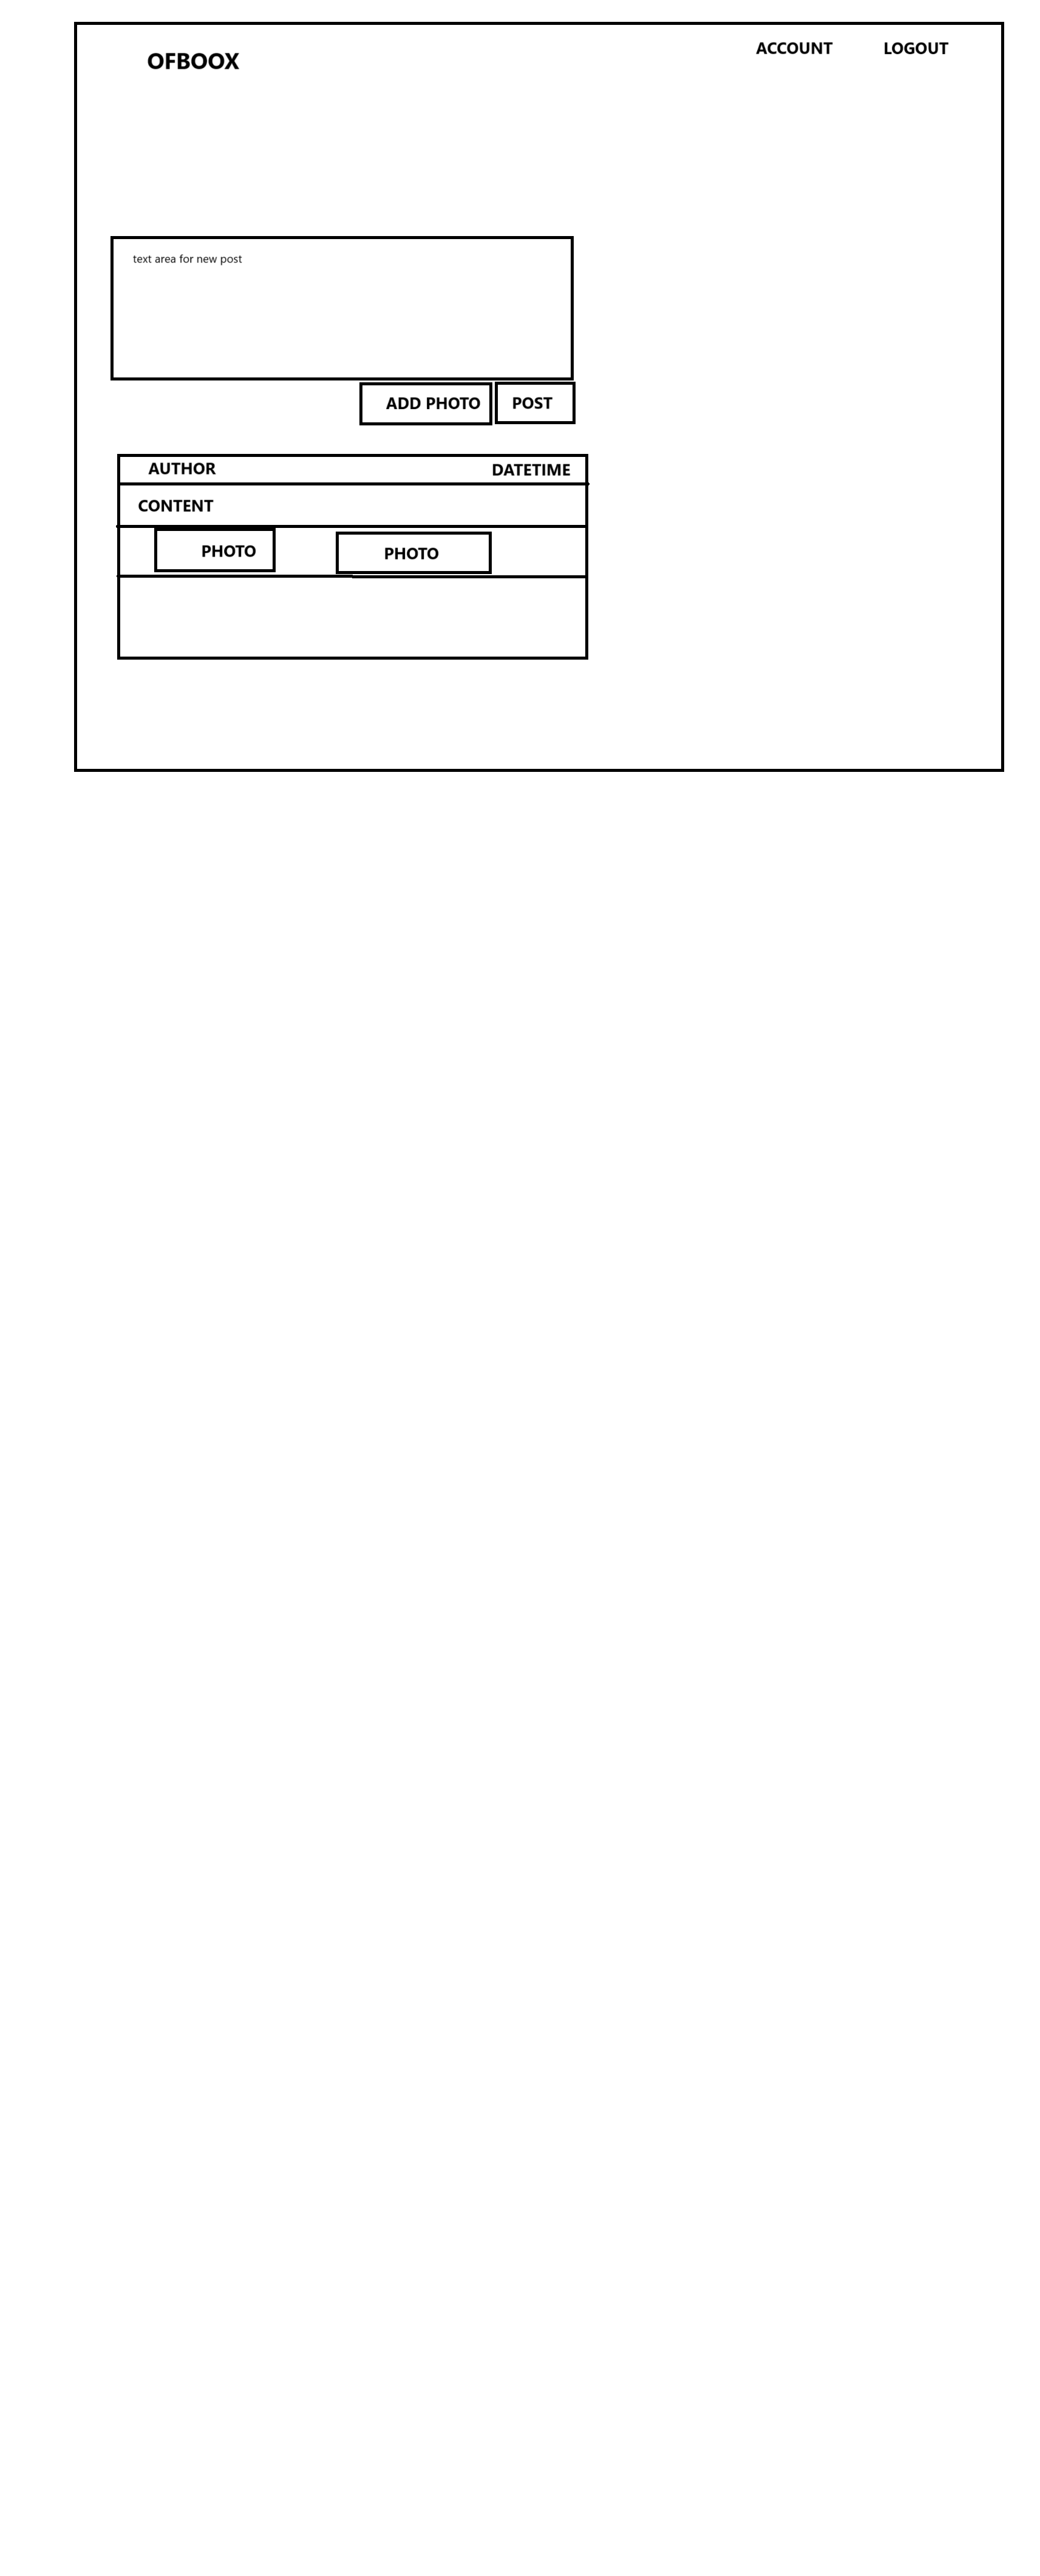 OFBOOX
ACCOUNT LOGOUT
text area for new post
ADD PHOTO POST
AUTHOR DATETIME
CONTENT
PHOTO PHOTO